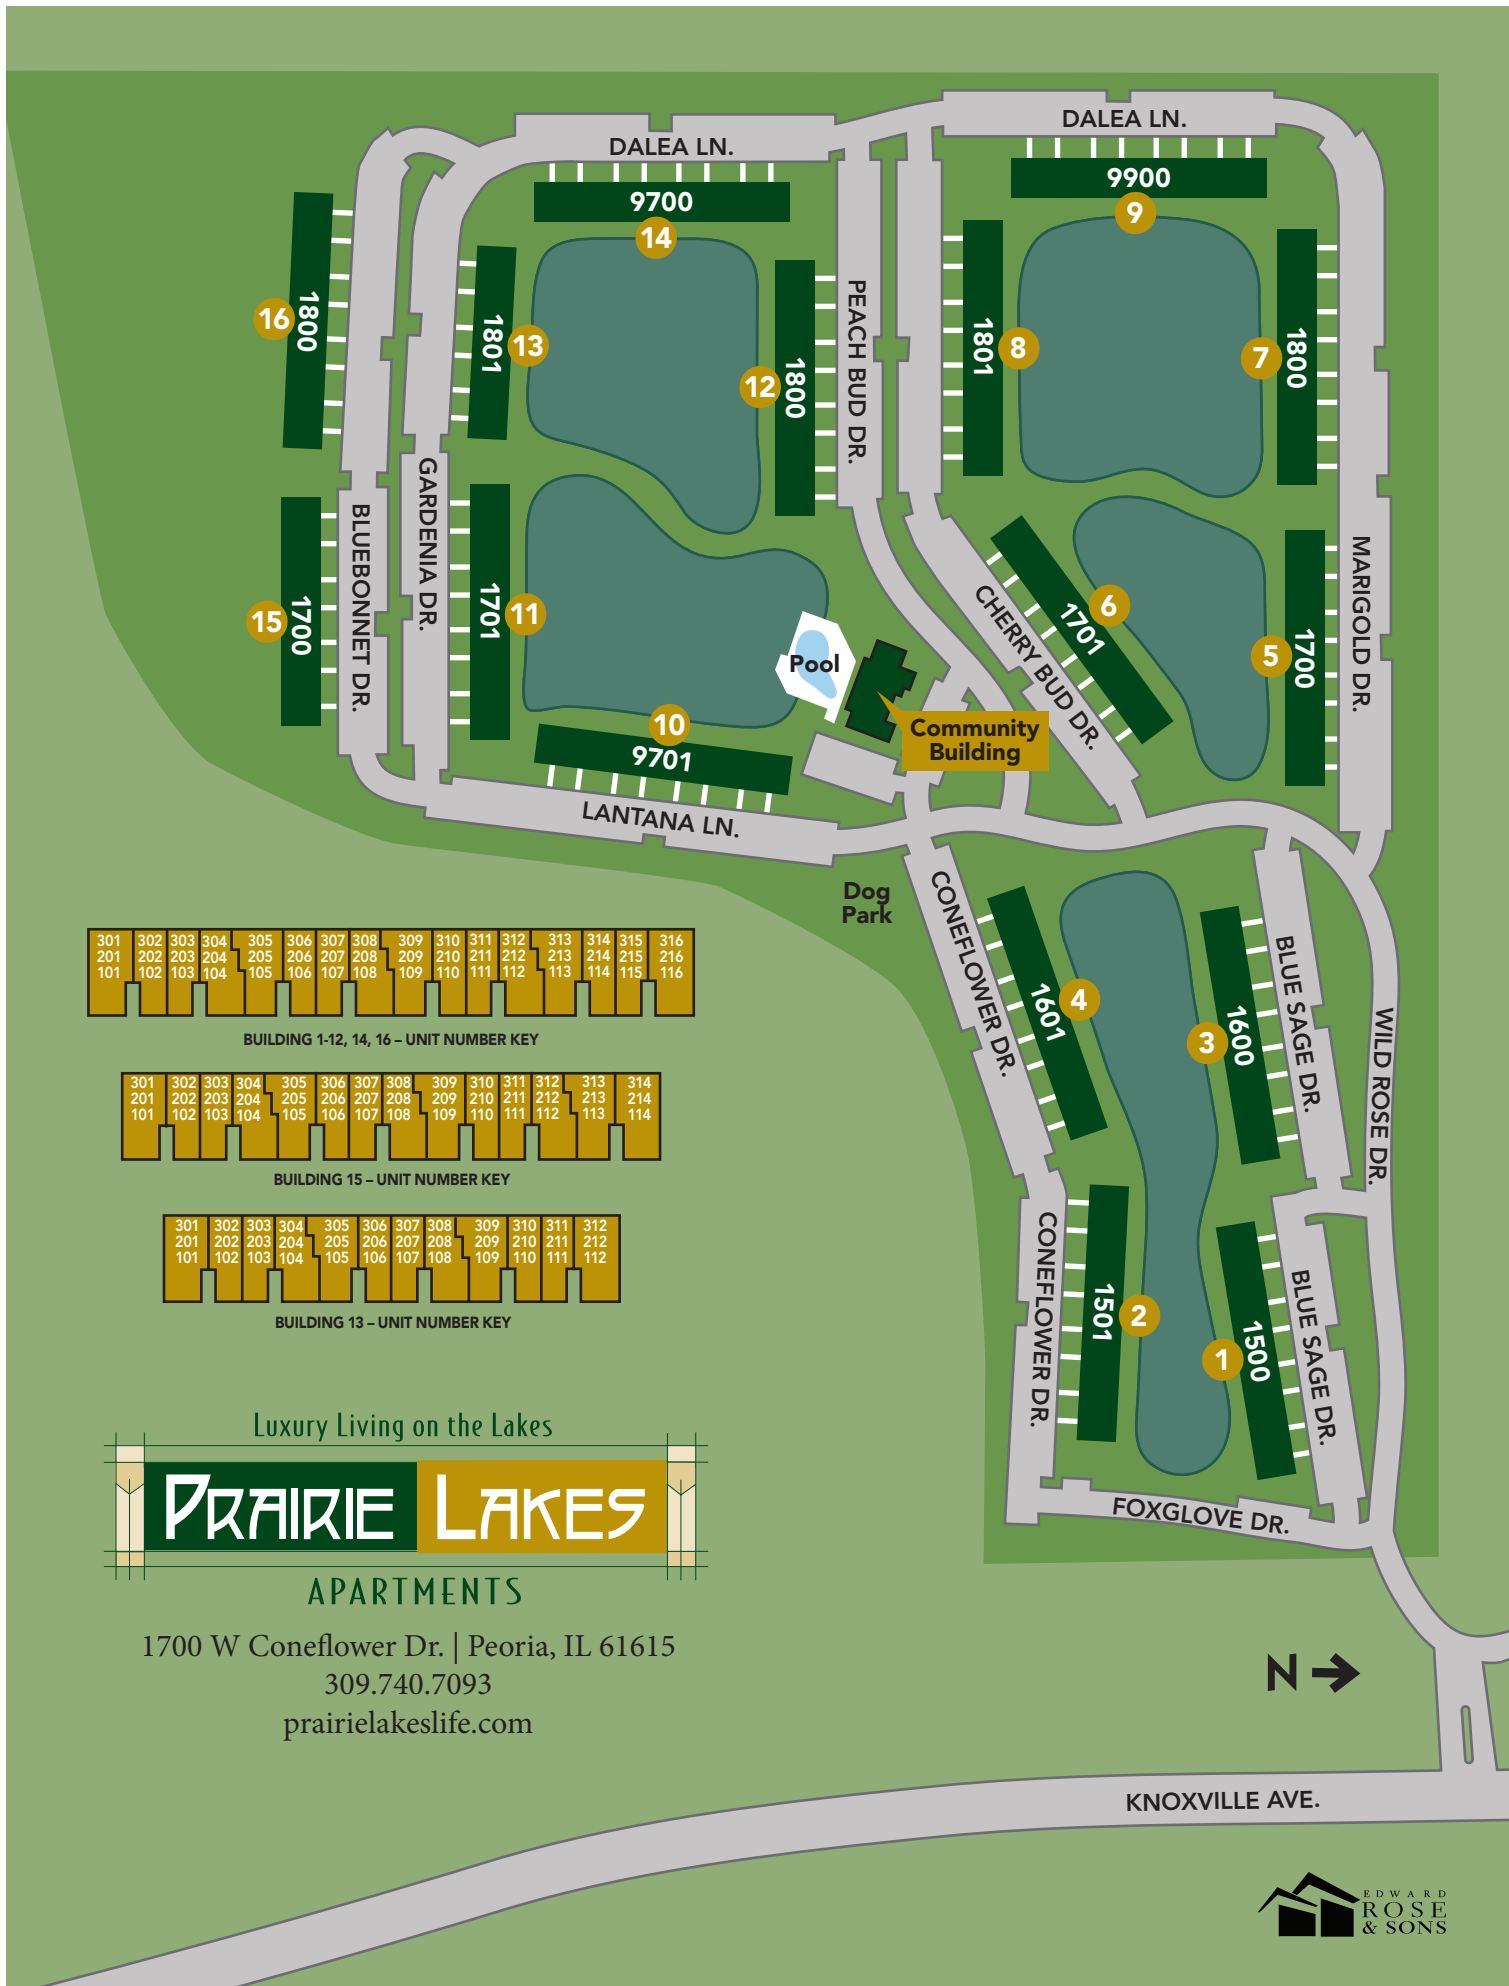 DALEA LN.
DALEA LN.
9700
14
9900
9
16
1800
1801
13
12
1800
PEACH BUD DR.
1801
8
7
1800
GARDENIA DR.
BLUEBONNET DR.
15
1700
1701
11
Pool
10
9701
LANTANA LN.
Community
Building
CHERRY BUD DR.
6
1701
5
1700
MARIGOLD DR.
Dog
Park
CONEFLOWER DR.
1601
4
3
1600
BLUE SAGE DR.
WILD ROSE DR.
CONEFLOWER DR.
1501
2
1
1500
BLUE SAGE DR.
FOXGLOVE DR.
301 302 303 304 305 306 307 308 309 310 311 312 313 314 315 316
201 202 203 204 205 206 207 208 209 210 211 212 213 214 215 216
101 102 103 104 105 106 107 108 109 110 111 112 113 114 115 116
BUILDING 1-12, 14, 16 – UNIT NUMBER KEY
301 302 303 304 305 306 307 308 309 310 311 312 313 314
201 202 203 204 205 206 207 208 209 210 211 212 213 214
101 102 103 104 105 106 107 108 109 110 111 112 113 114
BUILDING 15 – UNIT NUMBER KEY
301 302 303 304 305 306 307 308 309 310 311 312
201 202 203 204 205 206 207 208 209 210 211 212
101 102 103 104 105 106 107 108 109 110 111 112
BUILDING 13 – UNIT NUMBER KEY
Luxury Living on the Lakes
PRAIRIE LAKES
APARTMENTS
1700 W Coneflower Dr. | Peoria, IL 61615
309.740.7093
prairielakeslife.com
N
KNOXVILLE AVE.
EDWARD
ROSE
& SONS